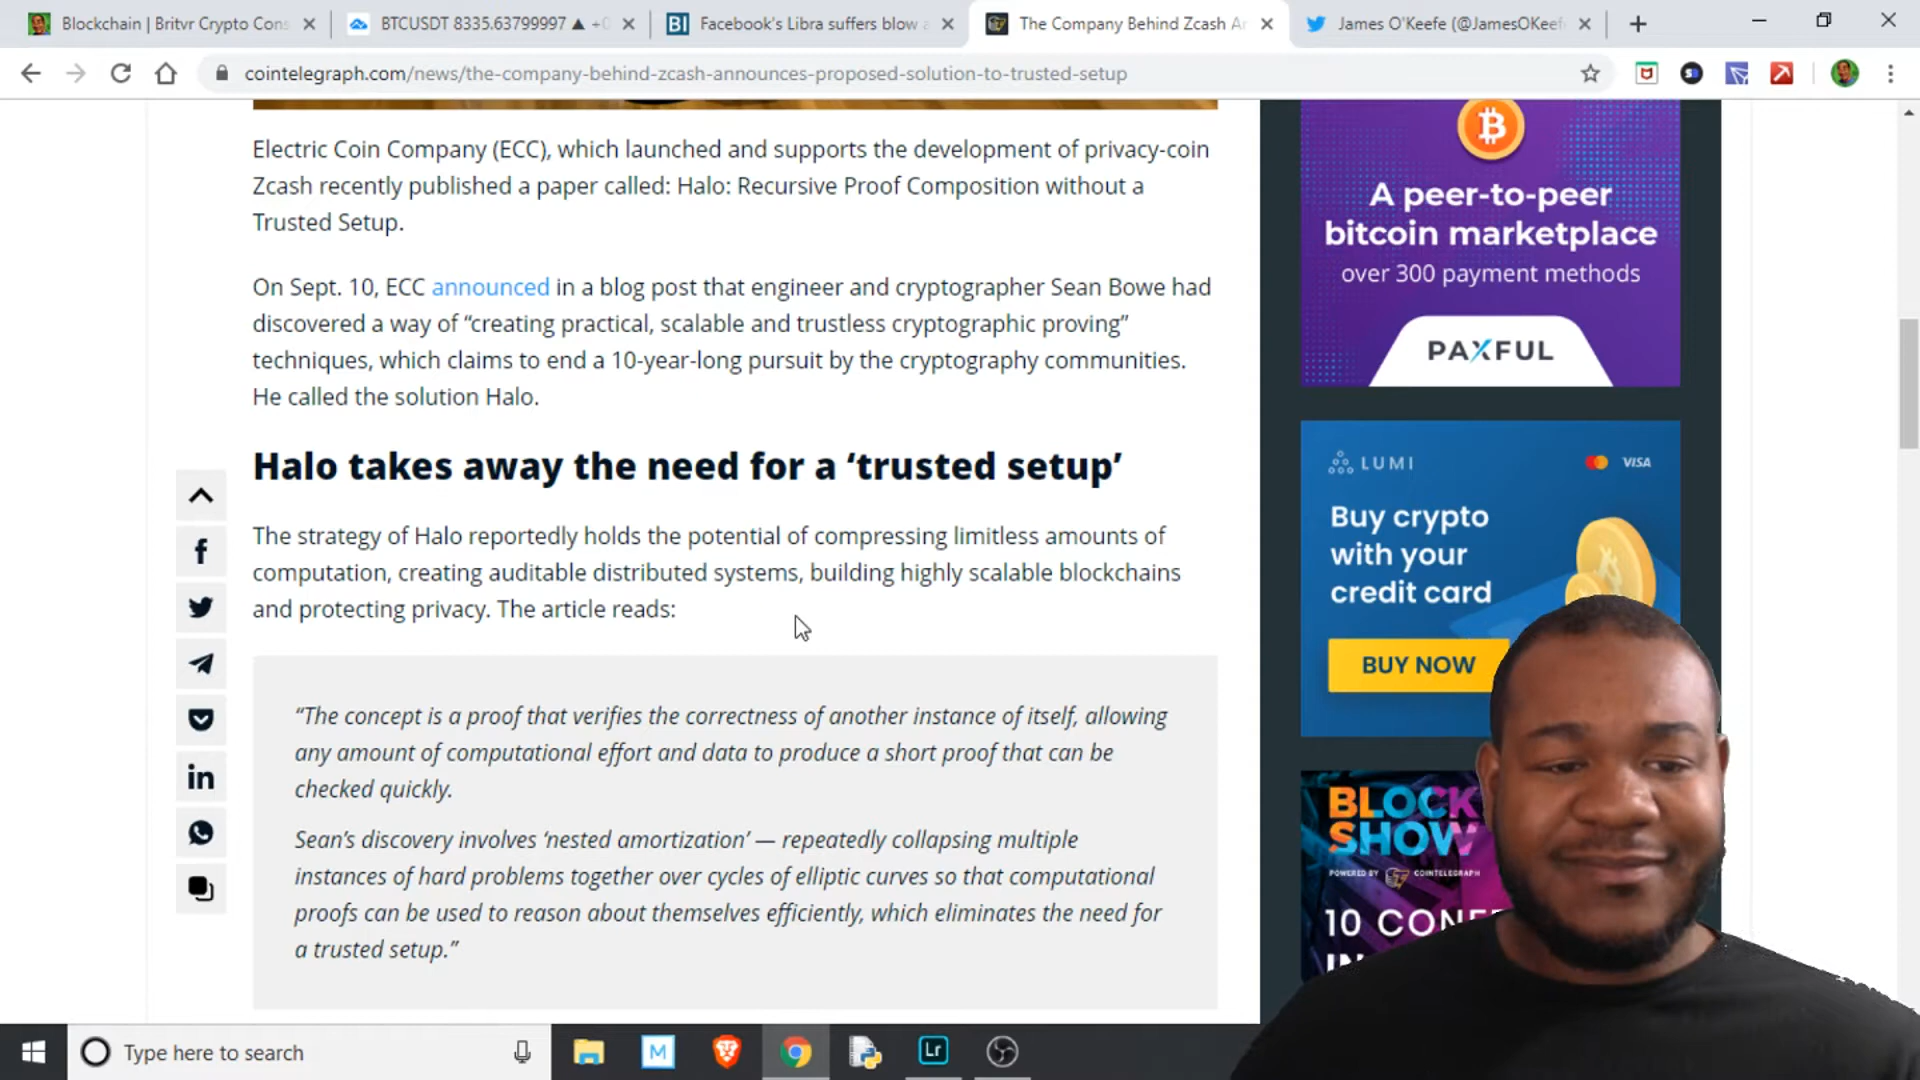 Blockchain | Britvr Crypto Cons
BTCUSDT 8335.63799997 ▲ +0
Facebook's Libra suffers blow a
The Company Behind Zcash An
James O'Keefe (@JamesOKeef
cointelegraph.com/news/the-company-behind-zcash-announces-proposed-solution-to-trusted-setup
Electric Coin Company (ECC), which launched and supports the development of privacy-coin
Zcash recently published a paper called: Halo: Recursive Proof Composition without a
Trusted Setup.
On Sept. 10, ECC announced in a blog post that engineer and cryptographer Sean Bowe had
discovered a way of “creating practical, scalable and trustless cryptographic proving”
techniques, which claims to end a 10-year-long pursuit by the cryptography communities.
He called the solution Halo.
Halo takes away the need for a ‘trusted setup’
The strategy of Halo reportedly holds the potential of compressing limitless amounts of
computation, creating auditable distributed systems, building highly scalable blockchains
and protecting privacy. The article reads:
“The concept is a proof that verifies the correctness of another instance of itself, allowing
any amount of computational effort and data to produce a short proof that can be
checked quickly.
Sean’s discovery involves ‘nested amortization’ — repeatedly collapsing multiple
instances of hard problems together over cycles of elliptic curves so that computational
proofs can be used to reason about themselves efficiently, which eliminates the need for
a trusted setup.”
A peer-to-peer
bitcoin marketplace
over 300 payment methods
PAXFUL
LUMI
VISA
Buy crypto
with your
credit card
BUY NOW
BLOCK
SHOW
POWERED BY COINTELEGRAPH
10 CONF
IN
Type here to search
M
Lr